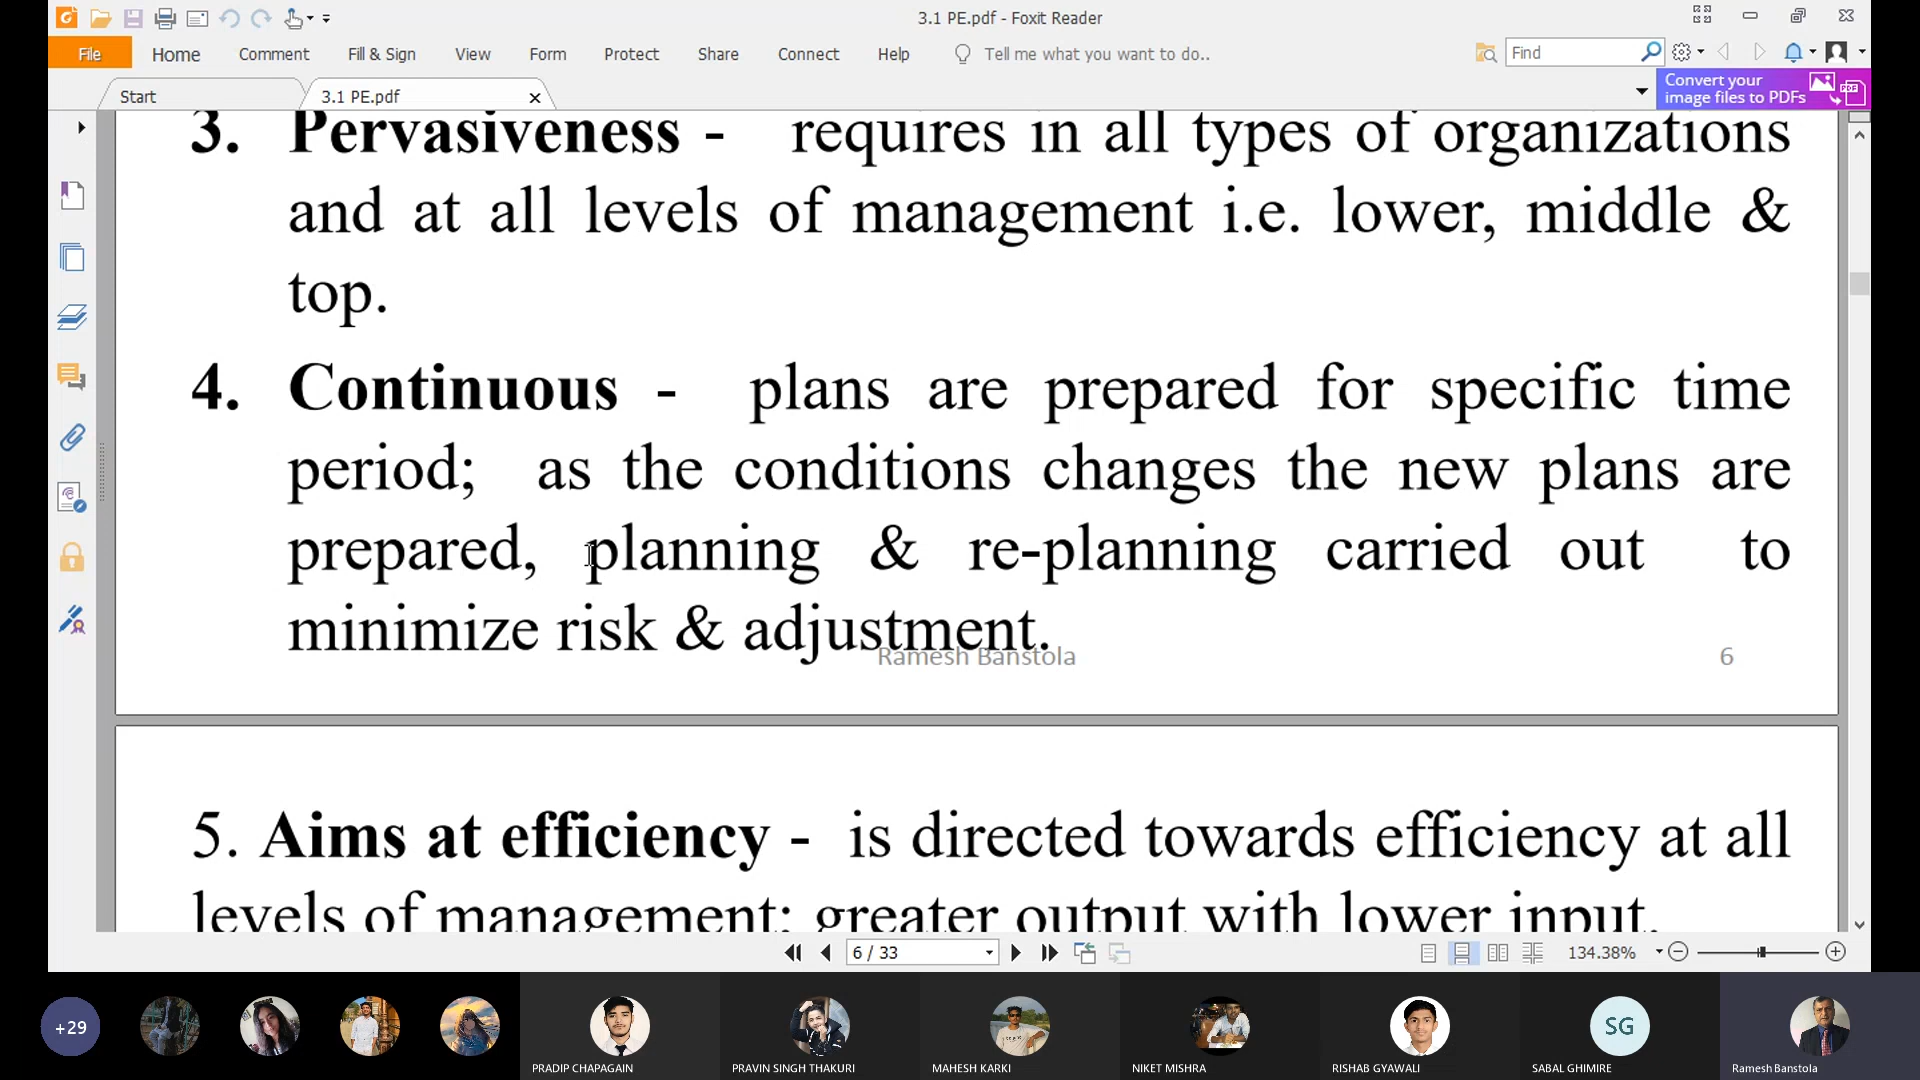 3.1 PE.pdf - Foxit Reader
File Home Comment Fill & Sign View Form Protect Share Connect Help Tell me what you want to do.. Find
Start 3.1 PE.pdf
Convert your
image files to PDFs
3. Pervasiveness - requires in all types of organizations
and at all levels of management i.e. lower, middle &
top.
4. Continuous - plans are prepared for specific time
period; as the conditions changes the new plans are
prepared, planning & re-planning carried out to
minimize risk & adjustment.
Ramesh Banstola 6
5. Aims at efficiency - is directed towards efficiency at all
levels of management; greater output with lower input.
6 / 33 134.38%
+29 SG
PRADIP CHAPAGAIN PRAVIN SINGH THAKURI MAHESH KARKI NIKET MISHRA RISHAB GYAWALI SABAL GHIMIRE Ramesh Banstola